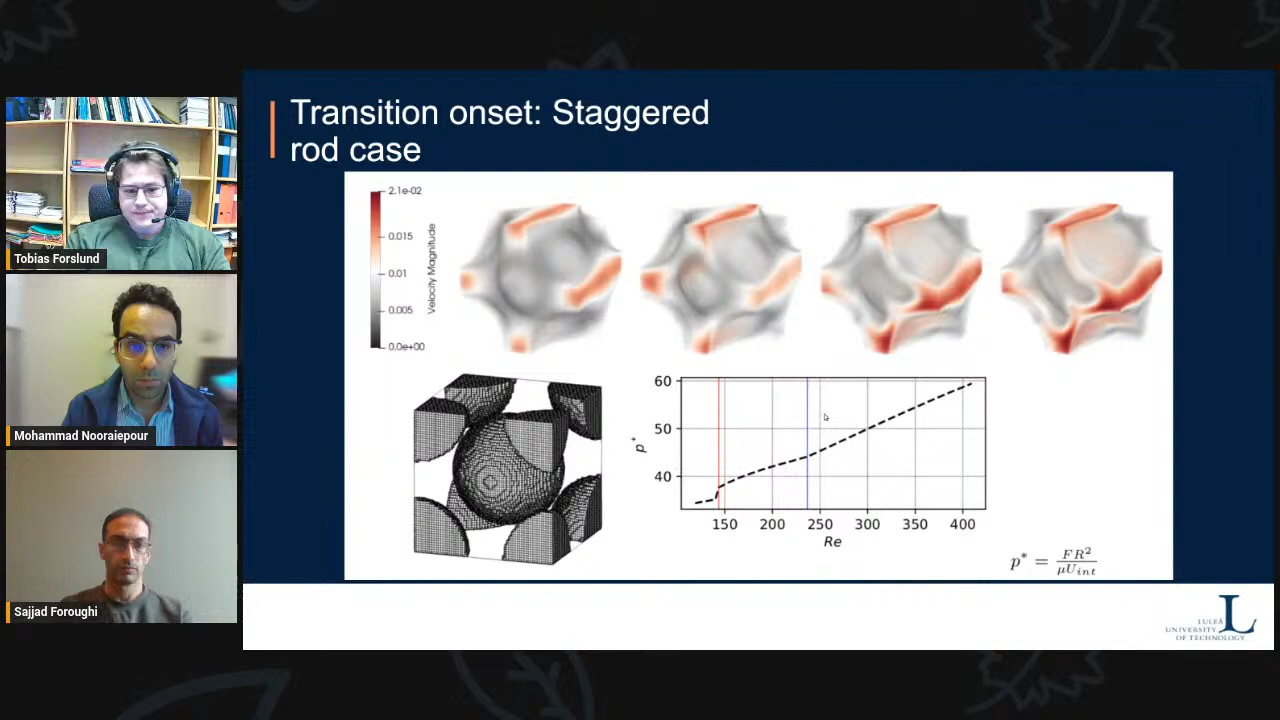 Transition onset: Staggered
rod case
2.1e-02
0.015
0.01
0.005
0.0e+00
Velocity Magnitude
60
50
40
p*
150 200 250 300 350 400
Re
p* = FR² / μU_int
Tobias Forslund
Mohammad Nooraiepour
Sajjad Foroughi
L
LULEÅ
UNIVERSITY
OF TECHNOLOGY